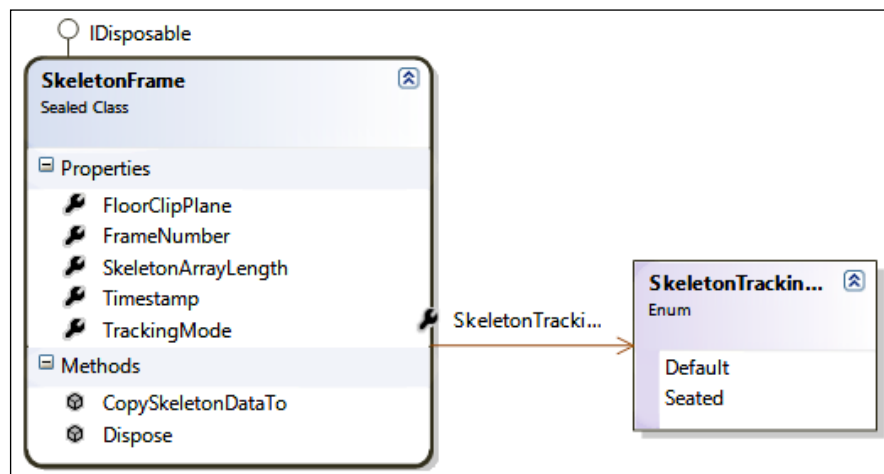 IDisposable
SkeletonFrame
Sealed Class
Properties
FloorClipPlane
FrameNumber
SkeletonArrayLength
Timestamp
TrackingMode
Methods
CopySkeletonDataTo
Dispose
SkeletonTracki...
SkeletonTrackin...
Enum
Default
Seated